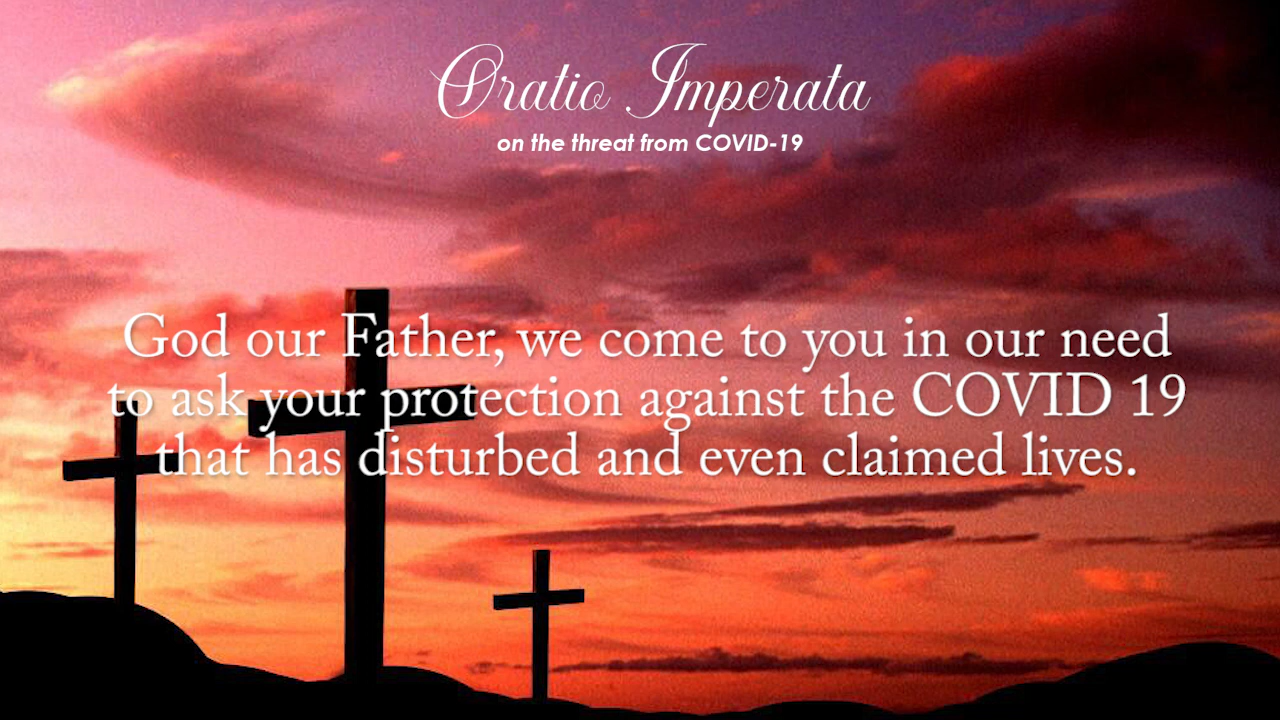 Oratio Imperata
on the threat from COVID-19
God our Father, we come to you in our need
to ask your protection against the COVID 19
that has disturbed and even claimed lives.